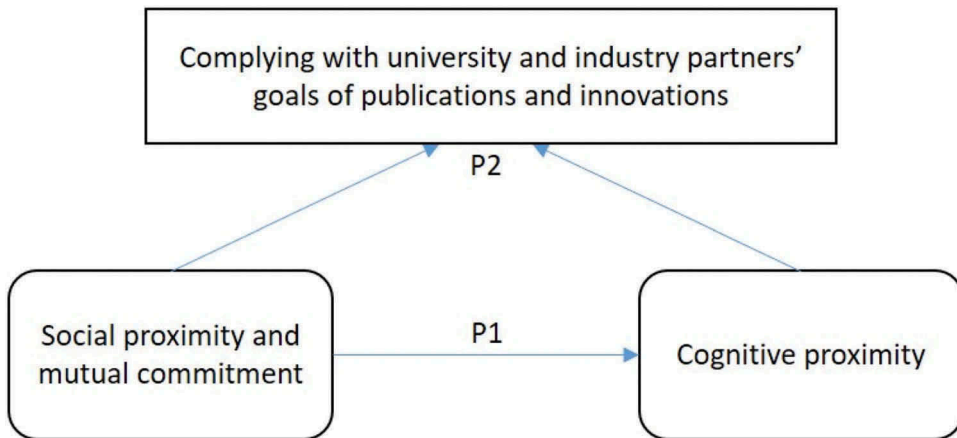 Complying with university and industry partners'
goals of publications and innovations
P2
Social proximity and
mutual commitment
P1
Cognitive proximity